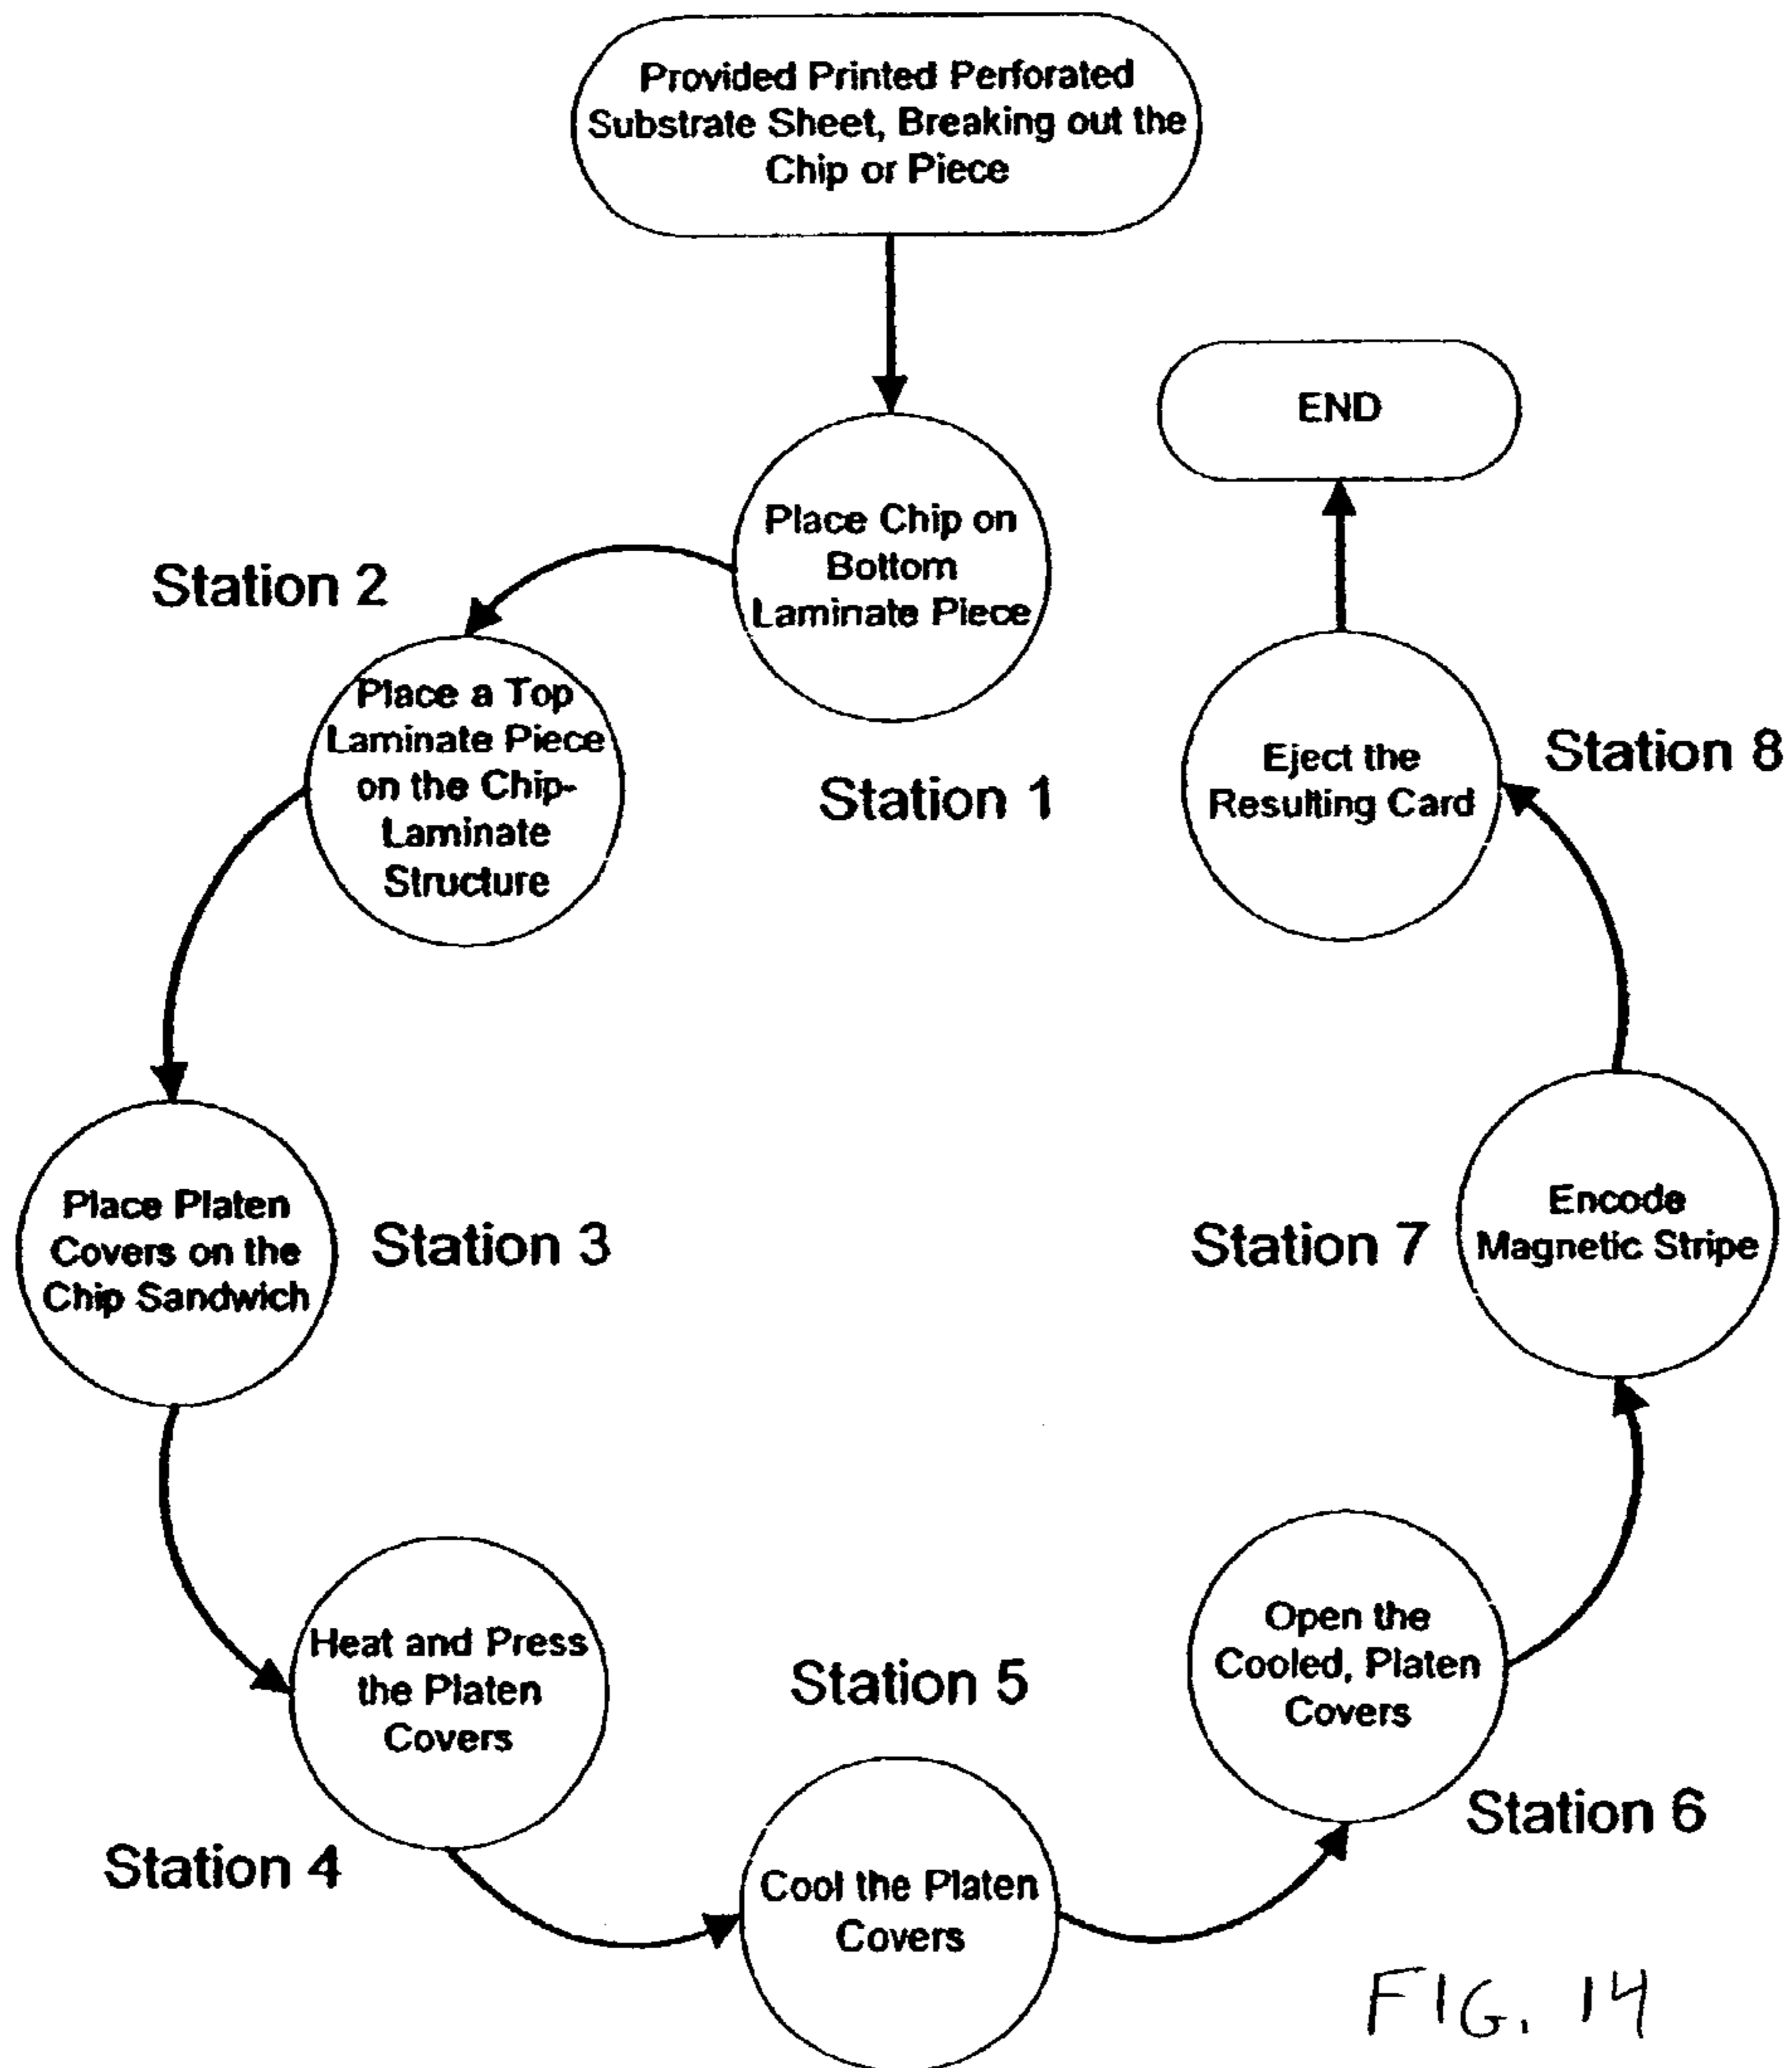 Provided Printed Perforated
Substrate Sheet, Breaking out the
Chip or Piece
Place Chip on
Bottom
Laminate Piece
Station 1
Station 2
Place a Top
Laminate Piece
on the Chip-
Laminate
Structure
Place Platen
Covers on the
Chip Sandwich
Station 3
Heat and Press
the Platen
Covers
Station 4
Station 5
Cool the Platen
Covers
Open the
Cooled, Platen
Covers
Station 6
Station 7
Encode
Magnetic Stripe
Eject the
Resulting Card
Station 8
END
FIG. 14